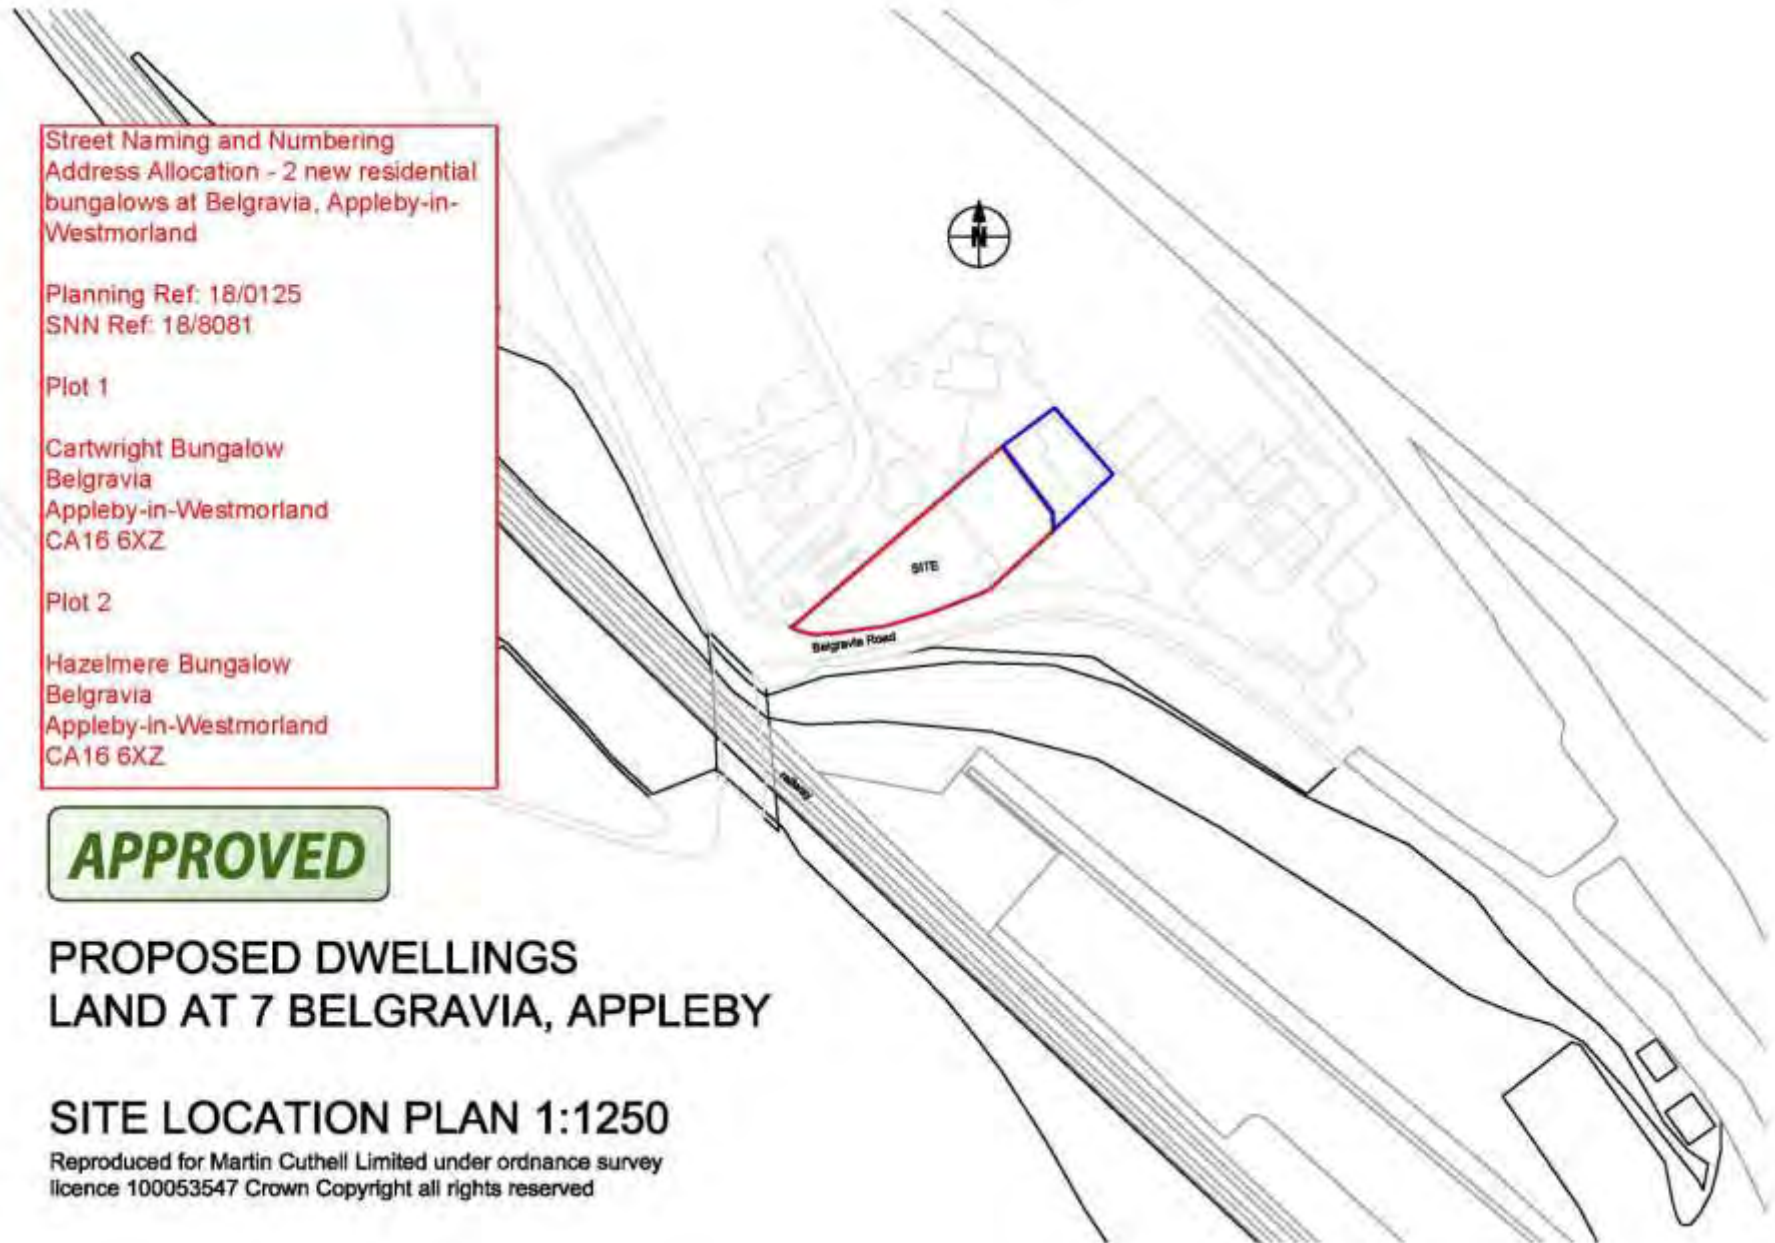 Street Naming and Numbering
Address Allocation - 2 new residential
bungalows at Belgravia, Appleby-in-
Westmorland
Planning Ref: 18/0125
SNN Ref: 18/8081
Plot 1
Cartwright Bungalow
Belgravia
Appleby-in-Westmorland
CA16 6XZ
Plot 2
Hazelmere Bungalow
Belgravia
Appleby-in-Westmorland
CA16 6XZ
N
SITE
Belgravia Road
railway
APPROVED
PROPOSED DWELLINGS
LAND AT 7 BELGRAVIA, APPLEBY
SITE LOCATION PLAN 1:1250
Reproduced for Martin Cuthell Limited under ordnance survey
licence 100053547 Crown Copyright all rights reserved